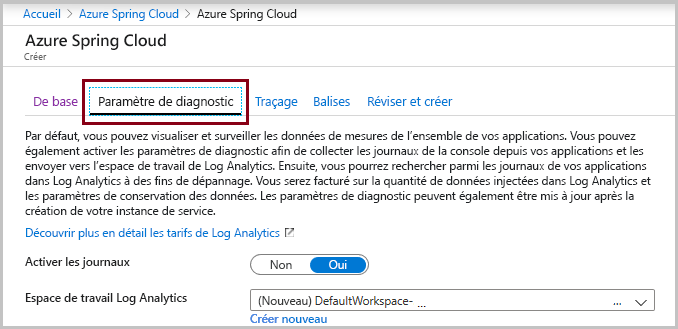 Accueil > Azure Spring Cloud > Azure Spring Cloud
Azure Spring Cloud
Créer
De base Paramètre de diagnostic Traçage Balises Réviser et créer
Par défaut, vous pouvez visualiser et surveiller les données de mesures de l'ensemble de vos applications. Vous pouvez
également activer les paramètres de diagnostic afin de collecter les journaux de la console depuis vos applications et les
envoyer vers l'espace de travail de Log Analytics. Ensuite, vous pourrez rechercher parmi les journaux de vos applications
dans Log Analytics à des fins de dépannage. Vous serez facturé sur la quantité de données injectées dans Log Analytics et
les paramètres de conservation des données. Les paramètres de diagnostic peuvent également être mis à jour après la
création de votre instance de service.
Découvrir plus en détail les tarifs de Log Analytics
Activer les journaux Non Oui
Espace de travail Log Analytics (Nouveau) DefaultWorkspace- ... ...
Créer nouveau